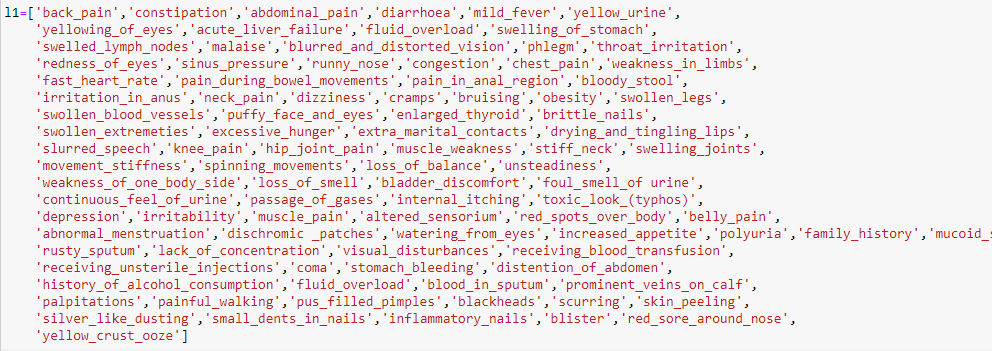 l1=['back_pain','constipation','abdominal_pain','diarrhoea','mild_fever','yellow_urine',
'yellowing_of_eyes','acute_liver_failure','fluid_overload','swelling_of_stomach',
'swelled_lymph_nodes','malaise','blurred_and_distorted_vision','phlegm','throat_irritation',
'redness_of_eyes','sinus_pressure','runny_nose','congestion','chest_pain','weakness_in_limbs',
'fast_heart_rate','pain_during_bowel_movements','pain_in_anal_region','bloody_stool',
'irritation_in_anus','neck_pain','dizziness','cramps','bruising','obesity','swollen_legs',
'swollen_blood_vessels','puffy_face_and_eyes','enlarged_thyroid','brittle_nails',
'swollen_extremeties','excessive_hunger','extra_marital_contacts','drying_and_tingling_lips',
'slurred_speech','knee_pain','hip_joint_pain','muscle_weakness','stiff_neck','swelling_joints',
'movement_stiffness','spinning_movements','loss_of_balance','unsteadiness',
'weakness_of_one_body_side','loss_of_smell','bladder_discomfort','foul_smell_of urine',
'continuous_feel_of_urine','passage_of_gases','internal_itching','toxic_look_(typhos)',
'depression','irritability','muscle_pain','altered_sensorium','red_spots_over_body','belly_pain',
'abnormal_menstruation','dischromic _patches','watering_from_eyes','increased_appetite','polyuria','family_history','mucoid_s
'rusty_sputum','lack_of_concentration','visual_disturbances','receiving_blood_transfusion',
'receiving_unsterile_injections','coma','stomach_bleeding','distention_of_abdomen',
'history_of_alcohol_consumption','fluid_overload','blood_in_sputum','prominent_veins_on_calf',
'palpitations','painful_walking','pus_filled_pimples','blackheads','scurring','skin_peeling',
'silver_like_dusting','small_dents_in_nails','inflammatory_nails','blister','red_sore_around_nose',
'yellow_crust_ooze']